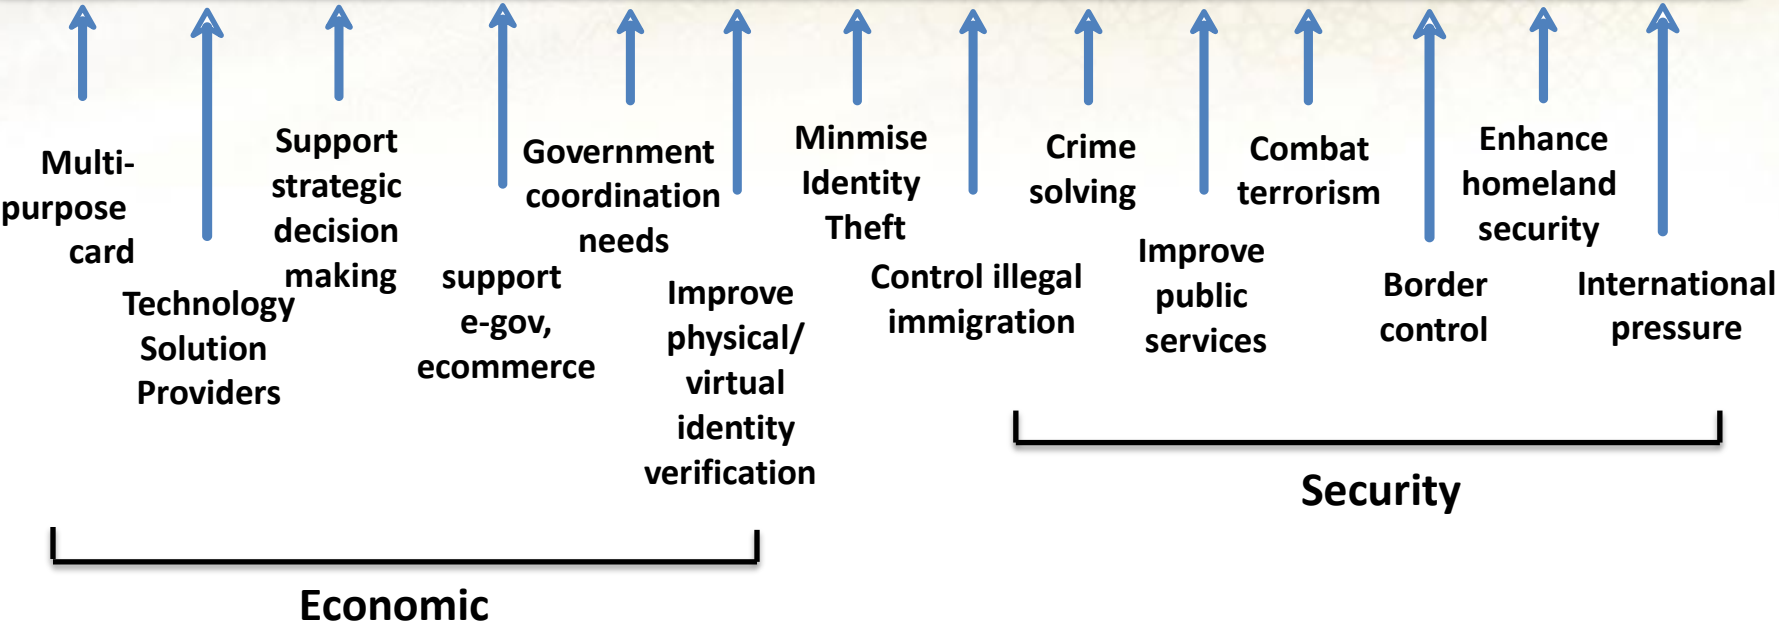 Multi-
purpose
card
Technology
Solution
Providers
Support
strategic
decision
making
support
e-gov,
ecommerce
Government
coordination
needs
Improve
physical/
virtual
identity
verification
Minmise
Identity
Theft
Control illegal
immigration
Crime
solving
Improve
public
services
Combat
terrorism
Border
control
Enhance
homeland
security
International
pressure
Security
Economic